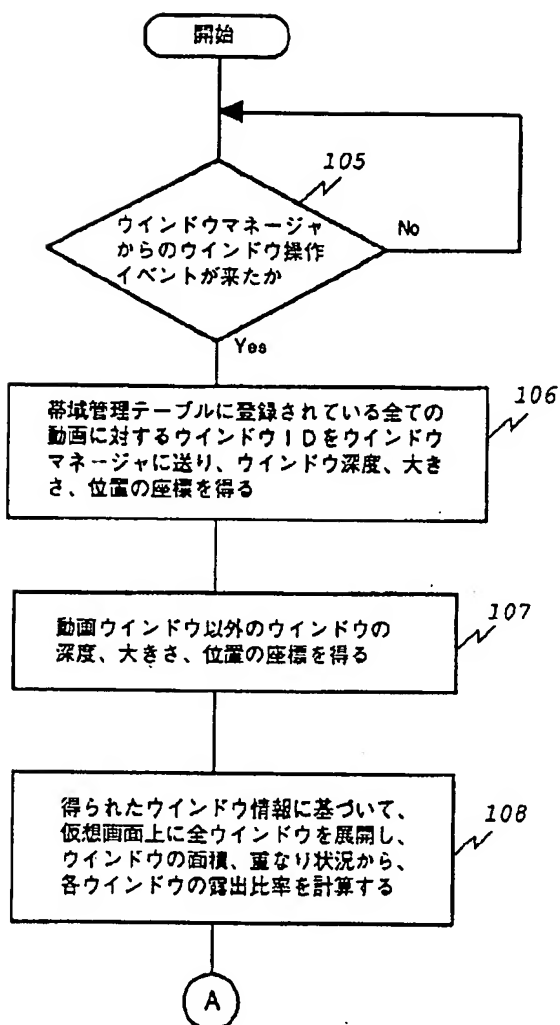 開始
105
ウインドウマネージャ
からのウインドウ操作
イベントが来たか
No
Yes
106
帯域管理テーブルに登録されている全ての
動画に対するウインドウIDをウインドウ
マネージャに送り、ウインドウ深度、大き
さ、位置の座標を得る
107
動画ウインドウ以外のウインドウの
深度、大きさ、位置の座標を得る
108
得られたウインドウ情報に基づいて、
仮想画面上に全ウインドウを展開し、
ウインドウの面積、重なり状況から、
各ウインドウの露出比率を計算する
A